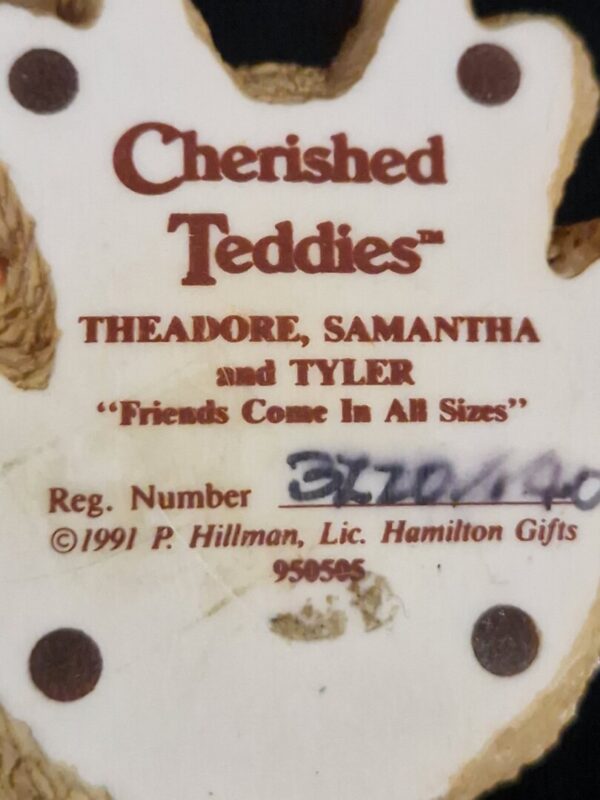 Cherished
Teddies™
THEADORE, SAMANTHA
and TYLER
"Friends Come In All Sizes"
Reg. Number
©1991 P. Hillman, Lic. Hamilton Gifts
950505